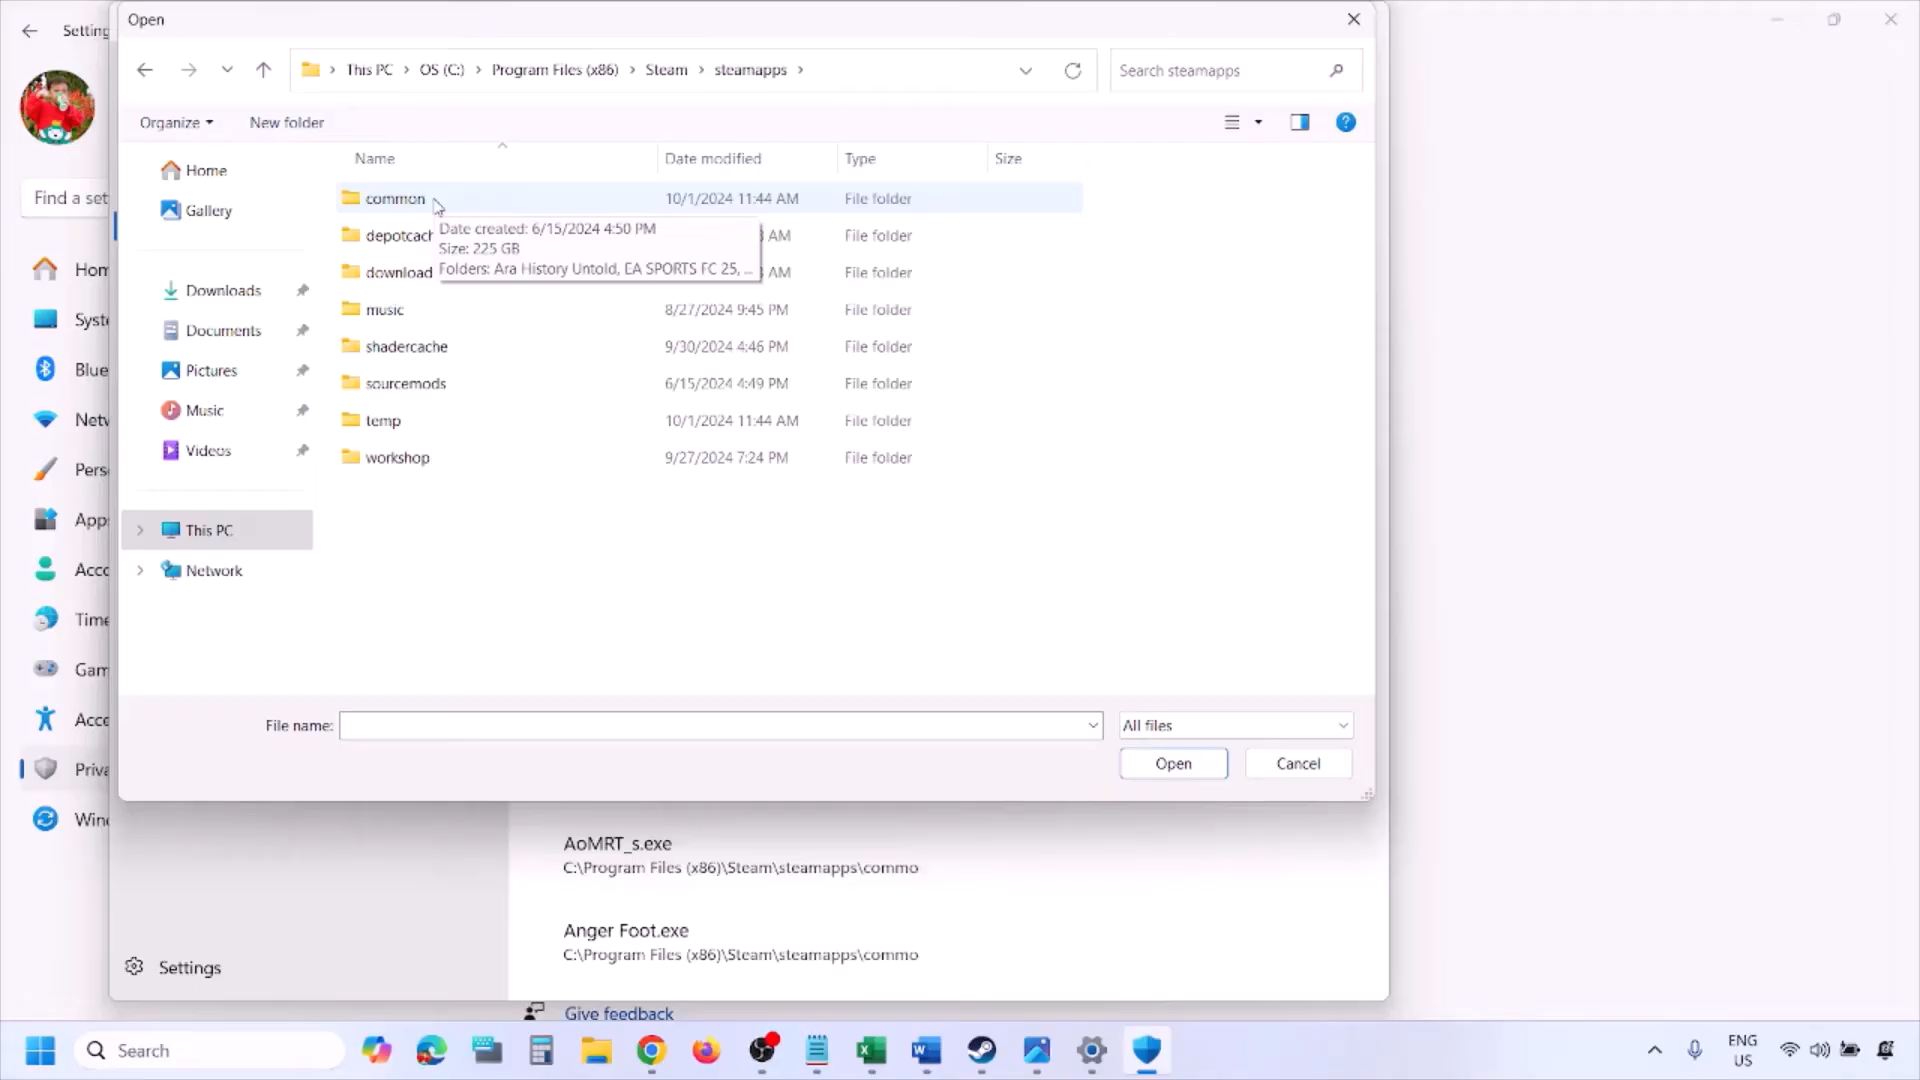 Open
Setting
This PC > OS (C:) > Program Files (x86) > Steam > steamapps >
Search steamapps
Organize
New folder
Name
Date modified
Type
Size
Home
Gallery
Downloads
Documents
Pictures
Music
Videos
This PC
Network
common 10/1/2024 11:44 AM File folder
depotcach 3 AM File folder
download 3 AM File folder
music 8/27/2024 9:45 PM File folder
shadercache 9/30/2024 4:46 PM File folder
sourcemods 6/15/2024 4:49 PM File folder
temp 10/1/2024 11:44 AM File folder
workshop 9/27/2024 7:24 PM File folder
Date created: 6/15/2024 4:50 PM
Size: 225 GB
Folders: Ara History Untold, EA SPORTS FC 25, ...
File name:
All files
Open
Cancel
Find a set
Hom
Syste
Blue
Netw
Perso
Apps
Acco
Time
Gam
Acce
Priva
Wind
AoMRT_s.exe
C:\Program Files (x86)\Steam\steamapps\commo
Anger Foot.exe
C:\Program Files (x86)\Steam\steamapps\commo
Settings
Give feedback
Search
ENG
US